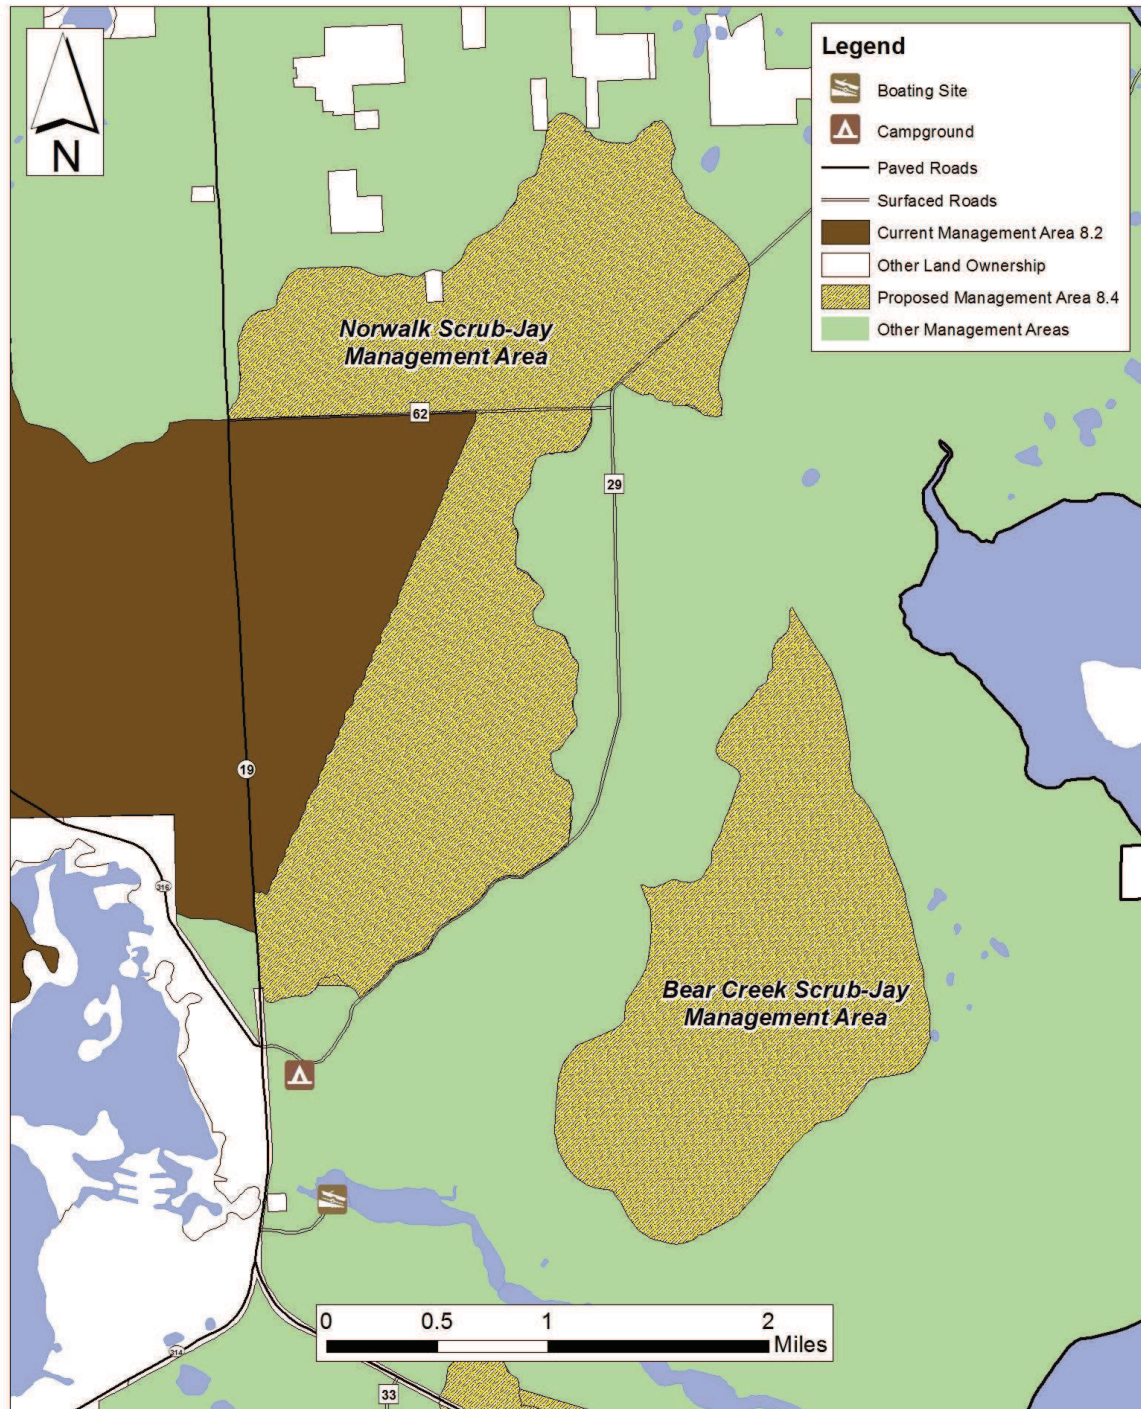 N
Legend
Boating Site
Campground
Paved Roads
Surfaced Roads
Current Management Area 8.2
Other Land Ownership
Proposed Management Area 8.4
Other Management Areas
Norwalk Scrub-Jay
Management Area
62
29
19
316
Bear Creek Scrub-Jay
Management Area
0 0.5 1 2
Miles
314
33